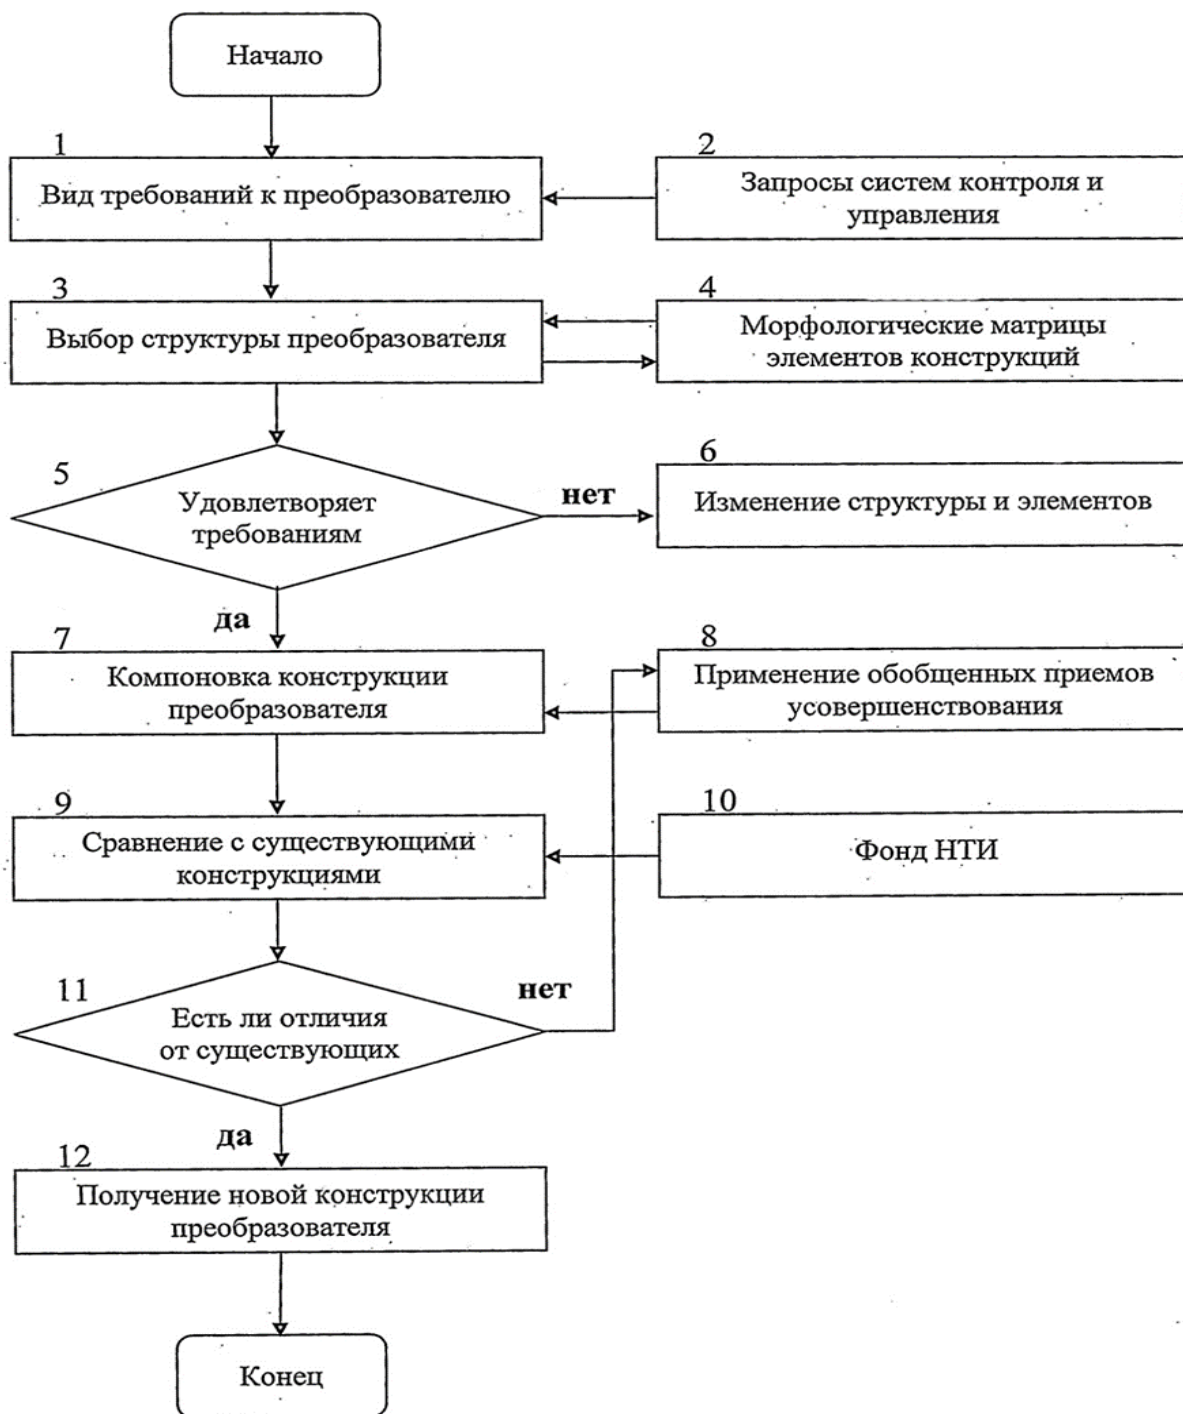 Начало
1
Вид требований к преобразователю
2
Запросы систем контроля и
управления
3
Выбор структуры преобразователя
4
Морфологические матрицы
элементов конструкций
5
Удовлетворяет
требованиям
нет
6
Изменение структуры и элементов
да
7
Компоновка конструкции
преобразователя
8
Применение обобщенных приемов
усовершенствования
9
Сравнение с существующими
конструкциями
10
Фонд НТИ
11
Есть ли отличия
от существующих
нет
да
12
Получение новой конструкции
преобразователя
Конец